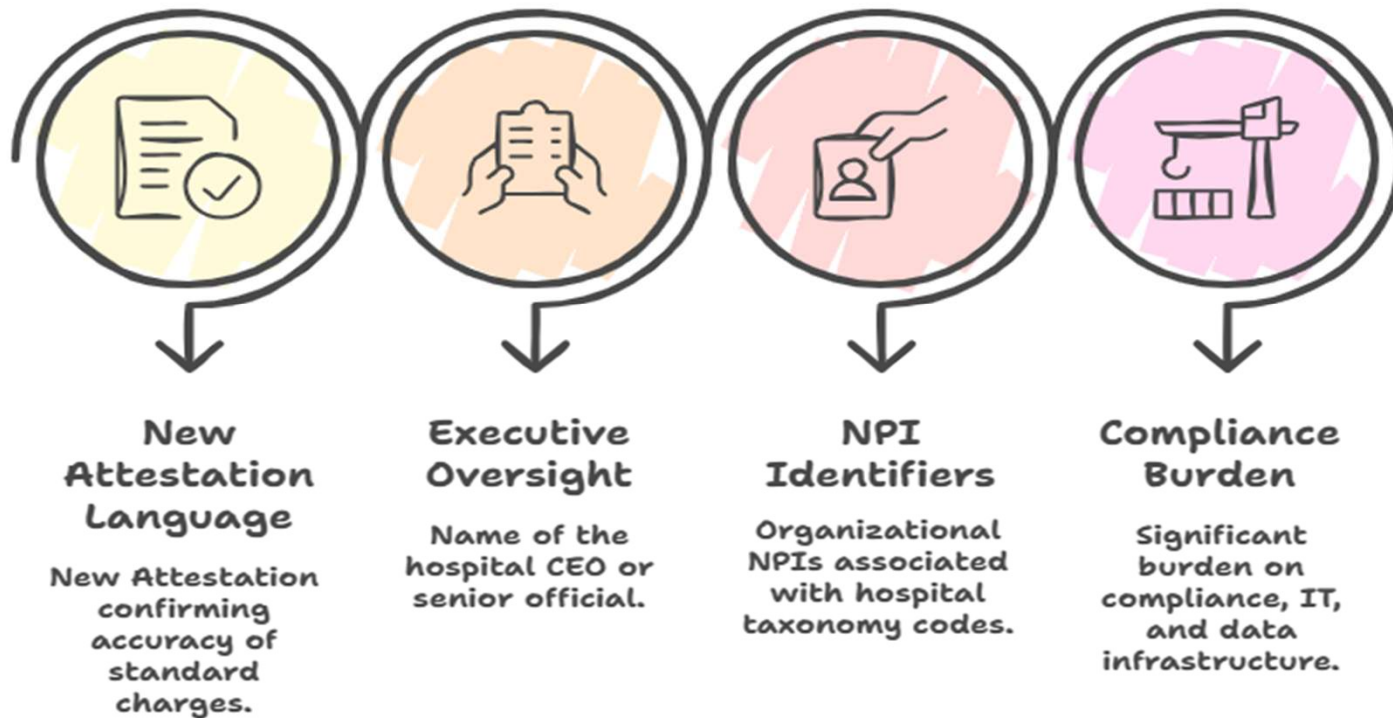 New
Attestation
Language
New Attestation
confirming
accuracy of
standard
charges.
Executive
Oversight
Name of the
hospital CEO or
senior official.
NPI
Identifiers
Organizational
NPIs associated
with hospital
taxonomy codes.
Compliance
Burden
Significant
burden on
compliance, IT,
and data
infrastructure.